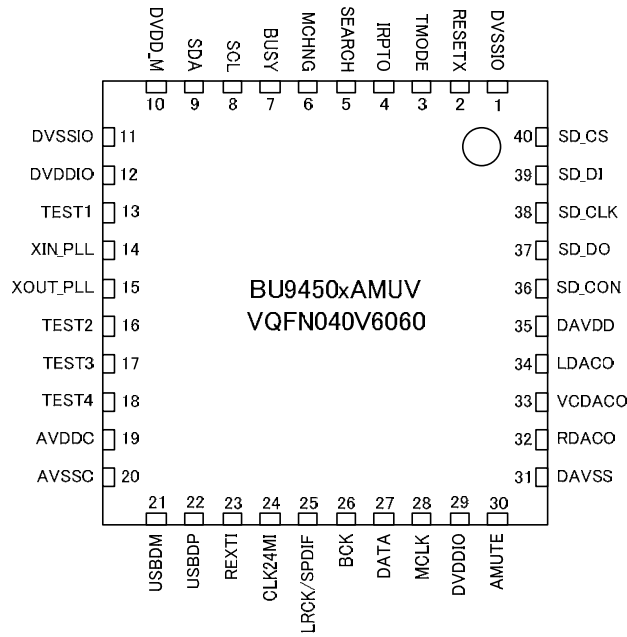 DVDD_M
SDA
SCL
BUSY
MCHNG
SEARCH
IRPTO
TMODE
RESETX
DVSSIO
10 9 8 7 6 5 4 3 2 1
DVSSIO 11
DVDDIO 12
TEST1 13
XIN_PLL 14
XOUT_PLL 15
TEST2 16
TEST3 17
TEST4 18
AVDDC 19
AVSSC 20
BU9450xAMUV
VQFN040V6060
40 SD_CS
39 SD_DI
38 SD_CLK
37 SD_DO
36 SD_CON
35 DAVDD
34 LDACO
33 VCDACO
32 RDACO
31 DAVSS
21 22 23 24 25 26 27 28 29 30
USBDM
USBDP
REXTI
CLK24MI
LRCK/SPDIF
BCK
DATA
MCLK
DVDDIO
AMUTE